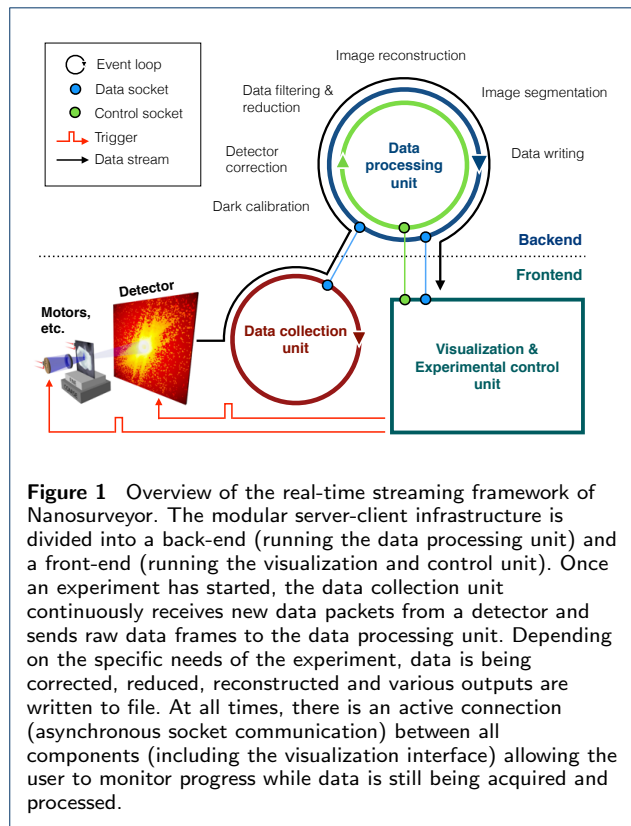 Event loop
Data socket
Control socket
Trigger
Data stream
Image reconstruction
Data filtering &
reduction
Image segmentation
Detector
correction
Data
processing
unit
Data writing
Dark calibration
Backend
Frontend
Motors,
etc.
Detector
Data collection
unit
Visualization &
Experimental control
unit
Figure 1 Overview of the real-time streaming framework of
Nanosurveyor. The modular server-client infrastructure is
divided into a back-end (running the data processing unit) and
a front-end (running the visualization and control unit). Once
an experiment has started, the data collection unit
continuously receives new data packets from a detector and
sends raw data frames to the data processing unit. Depending
on the specific needs of the experiment, data is being
corrected, reduced, reconstructed and various outputs are
written to file. At all times, there is an active connection
(asynchronous socket communication) between all
components (including the visualization interface) allowing the
user to monitor progress while data is still being acquired and
processed.